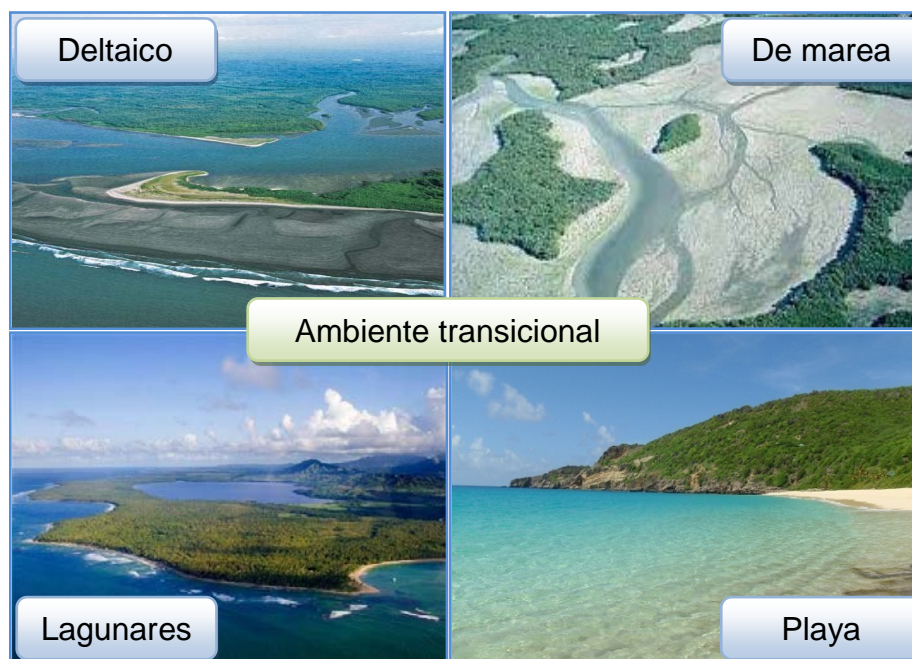 Deltaico
De marea
Ambiente transicional
Lagunares
Playa